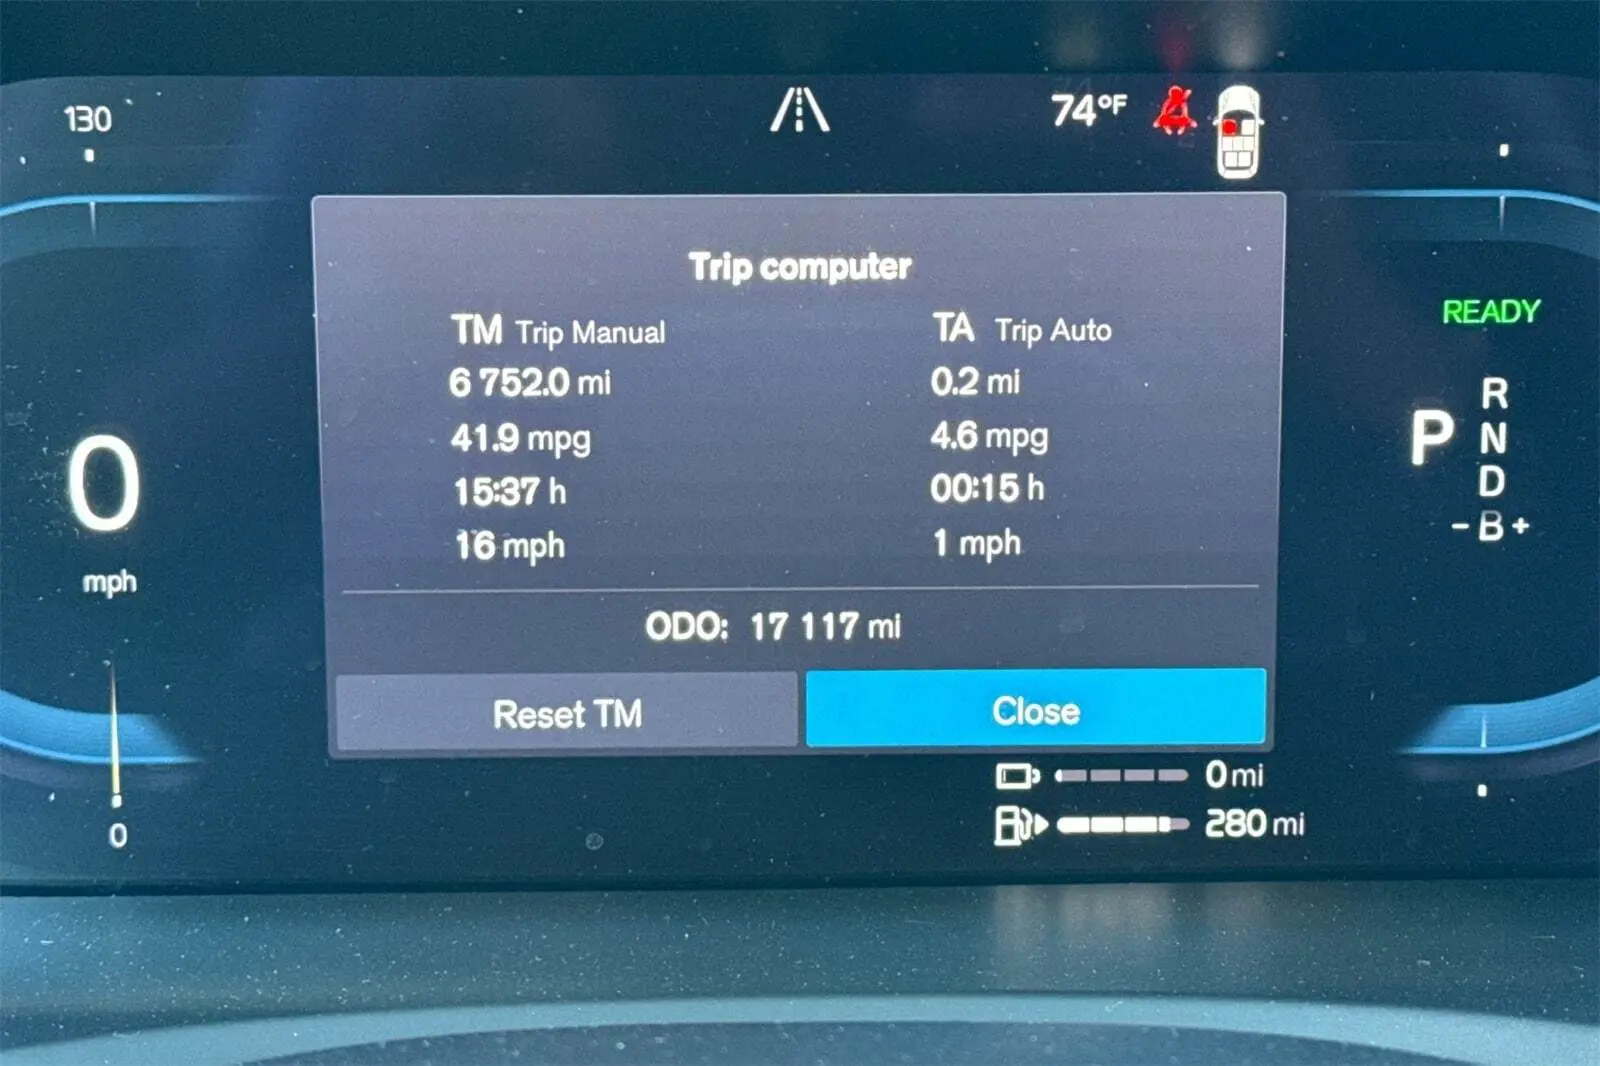 130
74°F
Trip computer
TM Trip Manual
6 752.0 mi
41.9 mpg
15:37 h
16 mph
TA Trip Auto
0.2 mi
4.6 mpg
00:15 h
1 mph
ODO: 17 117 mi
Reset TM
Close
0
mph
0
READY
P
R
N
D
- B +
0 mi
280 mi